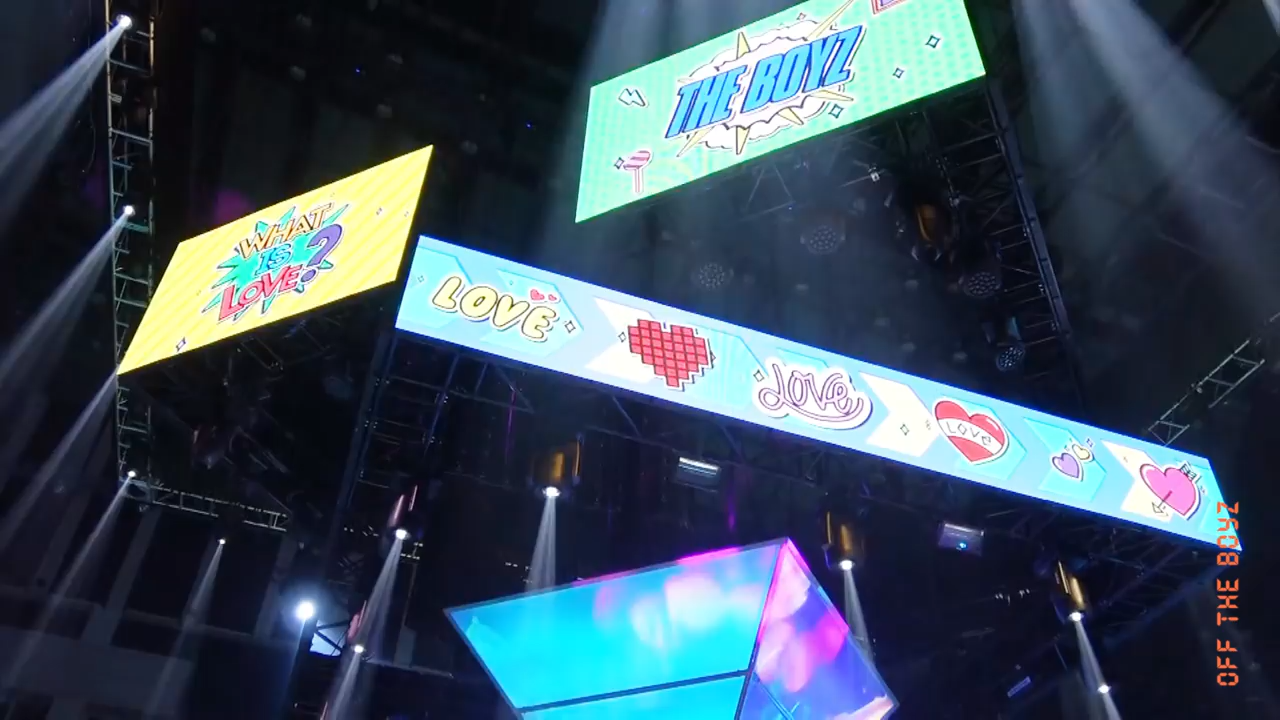 THE BOYZ
WHAT
IS
LOVE?
LOVE
LOVE
LOVE
OFF THE BOYZ